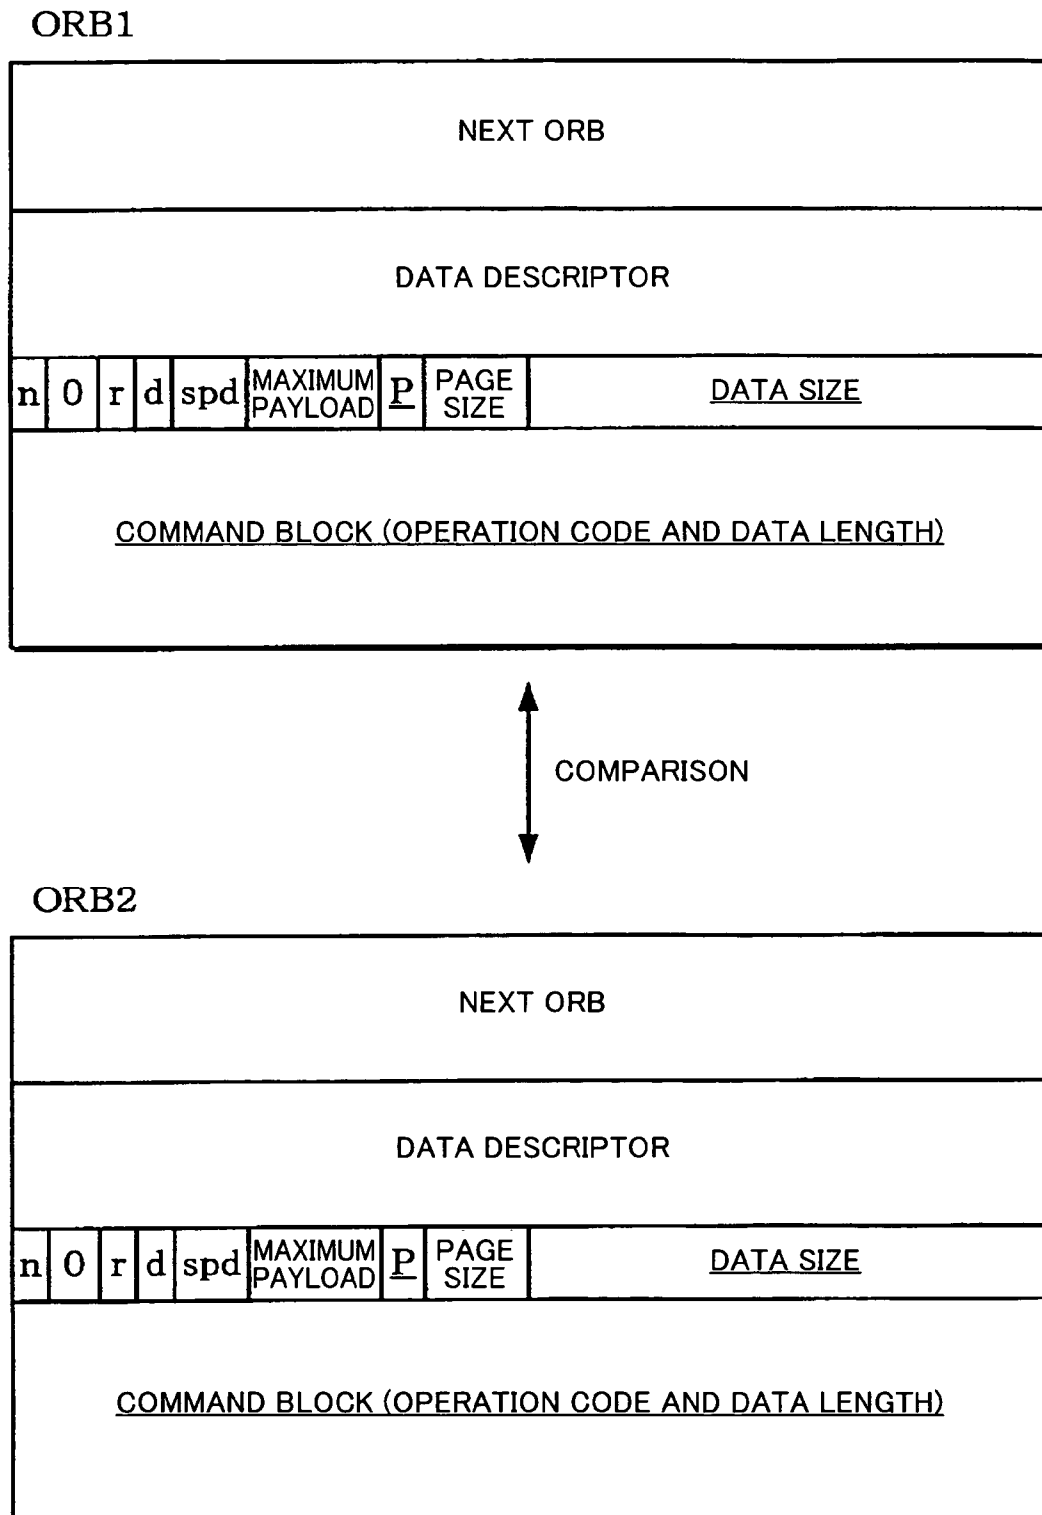 ORB1
NEXT ORB
DATA DESCRIPTOR
n 0 r d spd MAXIMUM PAYLOAD P PAGE SIZE DATA SIZE
COMMAND BLOCK (OPERATION CODE AND DATA LENGTH)
COMPARISON
ORB2
NEXT ORB
DATA DESCRIPTOR
n 0 r d spd MAXIMUM PAYLOAD P PAGE SIZE DATA SIZE
COMMAND BLOCK (OPERATION CODE AND DATA LENGTH)